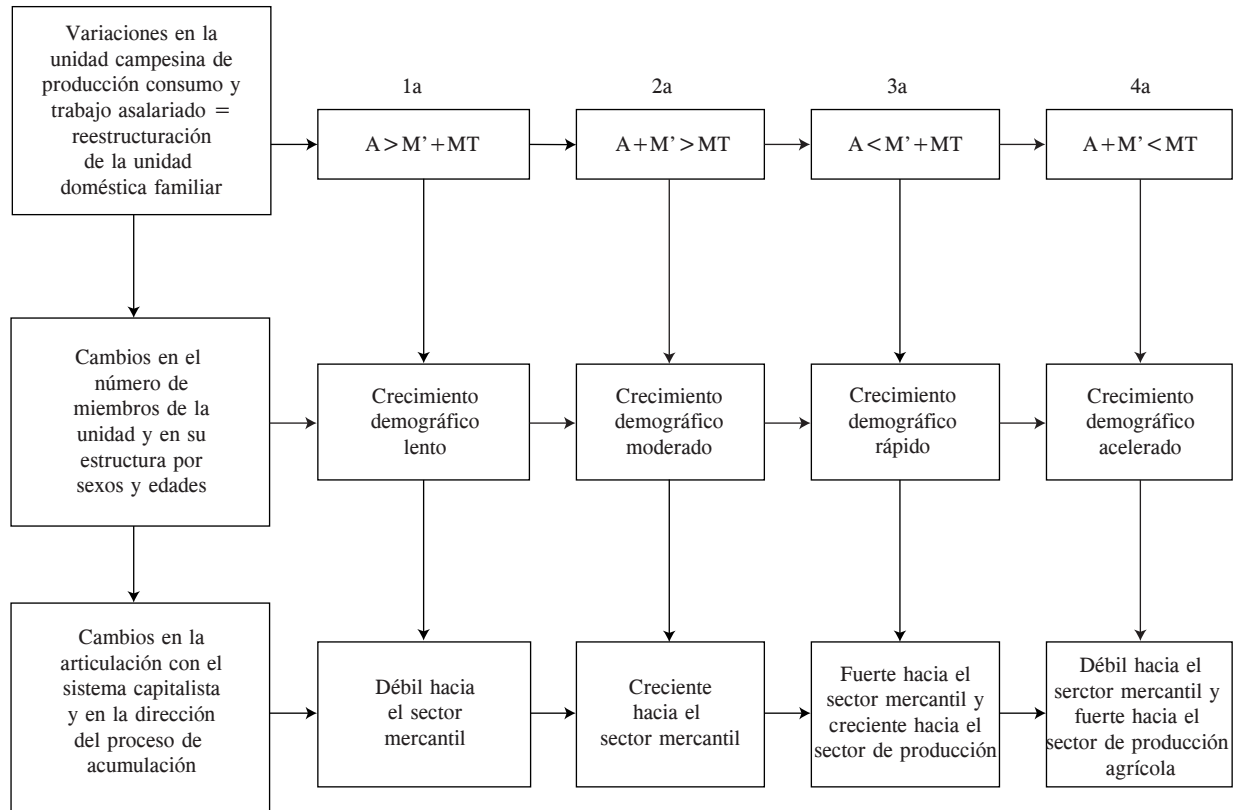 Variaciones en la
unidad campesina de
producción consumo y
trabajo asalariado =
reestructuración
de la unidad
doméstica familiar
1a
2a
3a
4a
A > M' + MT
A + M' > MT
A < M' + MT
A + M' < MT
Cambios en el
número de
miembros de la
unidad y en su
estructura por
sexos y edades
Crecimiento
demográfico
lento
Crecimiento
demográfico
moderado
Crecimiento
demográfico
rápido
Crecimiento
demográfico
acelerado
Cambios en la
articulación con el
sistema capitalista
y en la dirección
del proceso de
acumulación
Débil hacia
el sector
mercantil
Creciente
hacia el
sector mercantil
Fuerte hacia el
sector mercantil y
creciente hacia el
sector de producción
Débil hacia el
serctor mercantil y
fuerte hacia el
sector de producción
agrícola